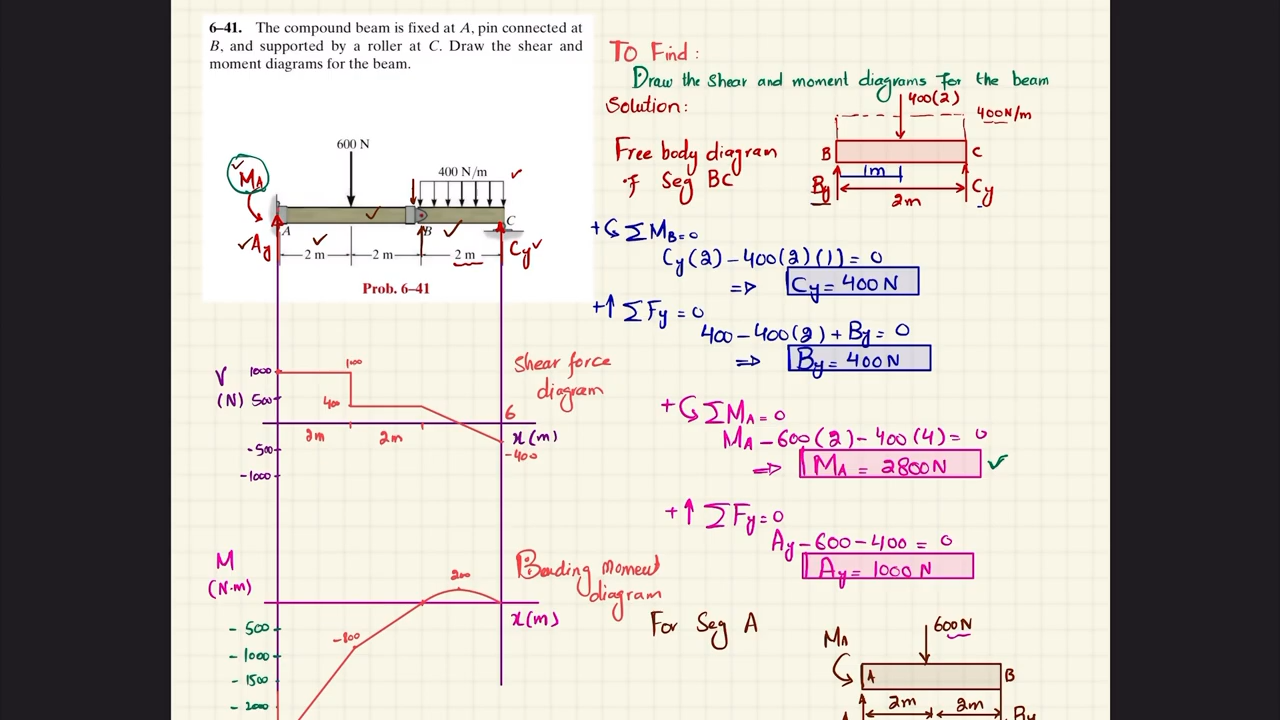 6–41. The compound beam is fixed at A, pin connected at
B, and supported by a roller at C. Draw the shear and
moment diagrams for the beam.
600 N
400 N/m
MA
A
B
C
Ay
Cy
2 m
2 m
2 m
Prob. 6–41
To Find:
Draw the shear and moment diagrams for the beam
Solution:
Free body diagram
of Seg BC
400(2)
400N/m
B
C
1m
By
2m
Cy
+ ΣMB=0
Cy(2) – 400(2)(1) = 0
⇒ Cy = 400N
+↑ ΣFy = 0
400 – 400(2) + By = 0
⇒ By = 400N
+ ΣMA = 0
MA – 600(2) – 400(4) = 0
⇒ MA = 2800N
+↑ ΣFy = 0
Ay – 600 – 400 = 0
Ay = 1000N
For Seg A
MA
600N
A
B
2m
2m
By
Shear force
diagram
V
(N)
1000
500
-500
-1000
400
2m
2m
6
x(m)
-400
Bending Moment
diagram
M
(N·m)
200
x(m)
-800
- 500
- 1000
- 1500
- 2000